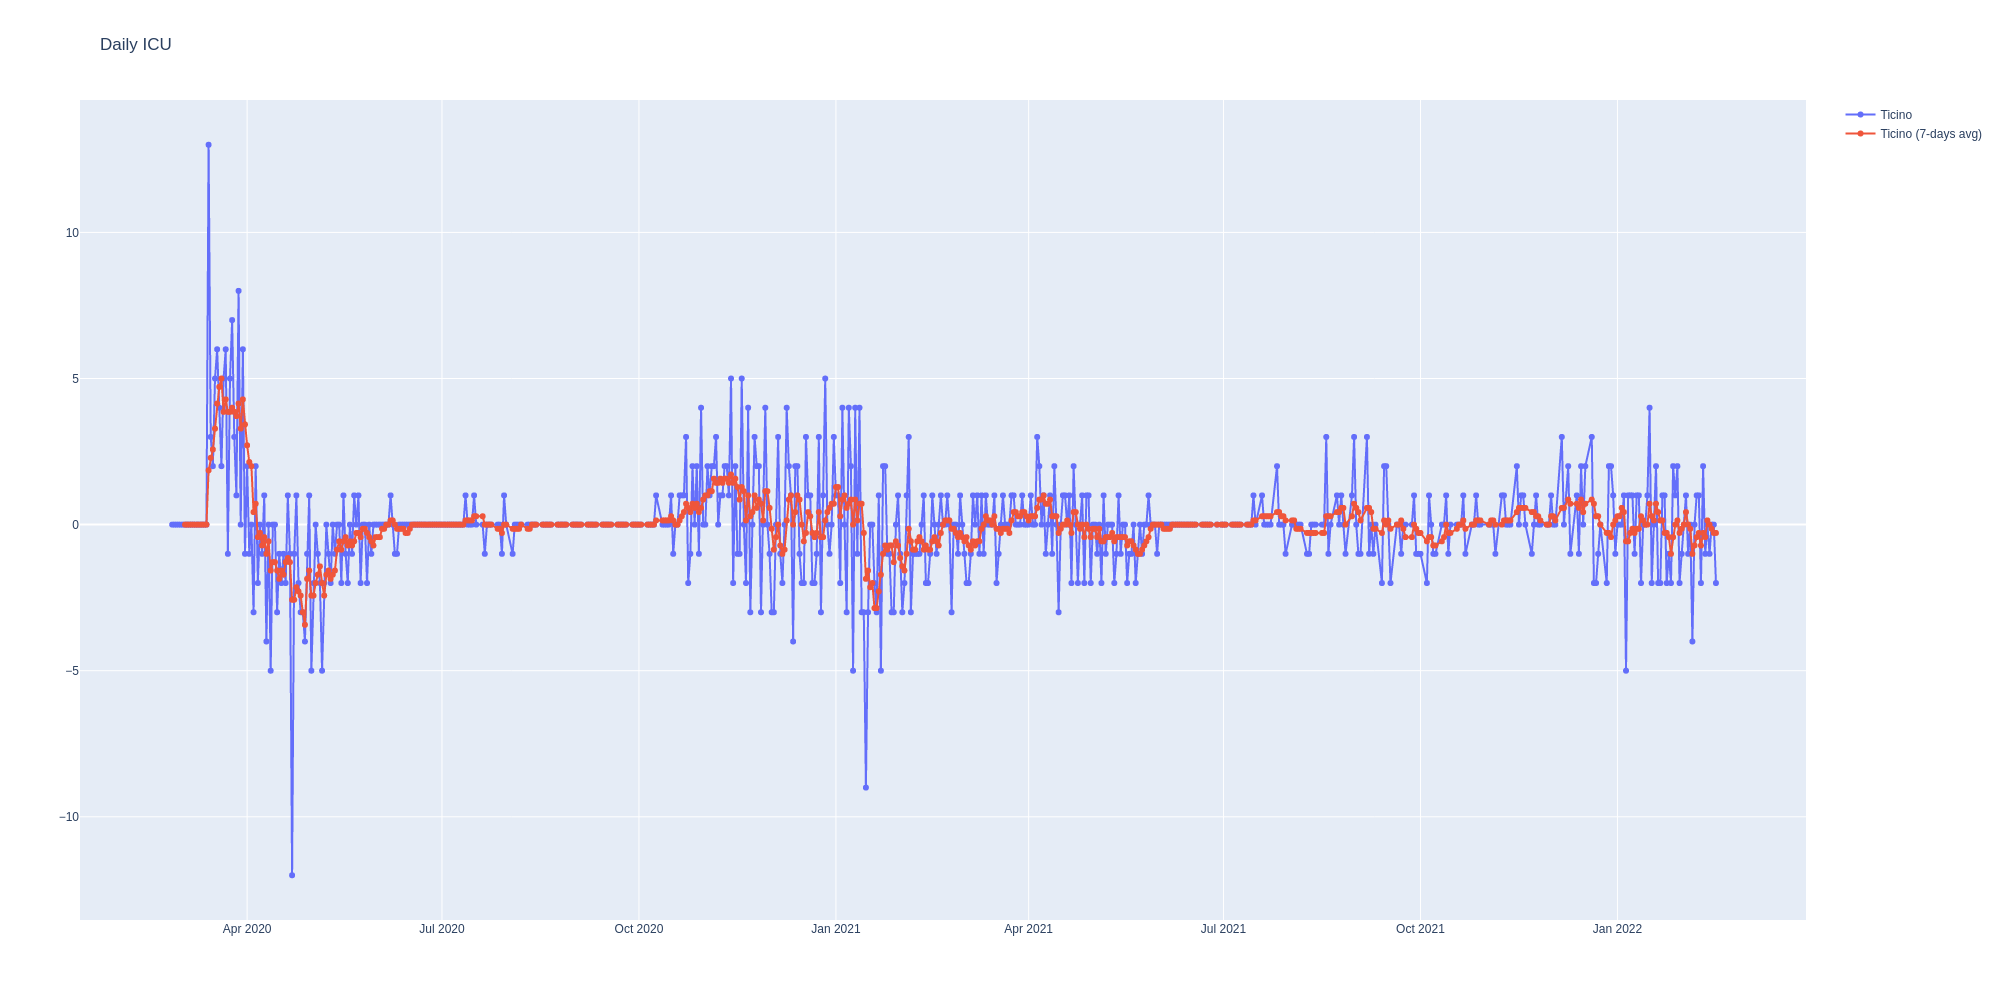 Daily ICU
Ticino
Ticino (7-days avg)
10
5
0
−5
−10
Apr 2020
Jul 2020
Oct 2020
Jan 2021
Apr 2021
Jul 2021
Oct 2021
Jan 2022